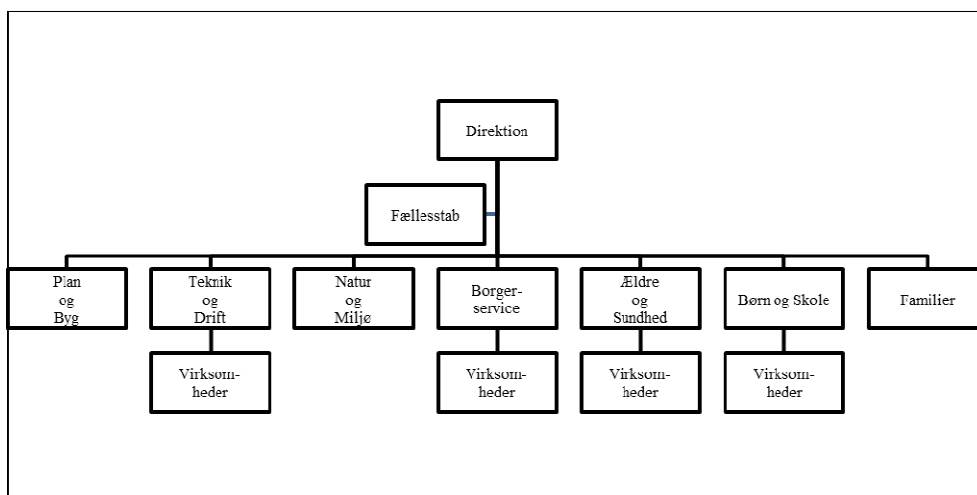 Direktion
Fællesstab
Plan
og
Byg
Teknik
og
Drift
Natur
og
Miljø
Borger-
service
Ældre
og
Sundhed
Børn og Skole
Familier
Virksom-
heder
Virksom-
heder
Virksom-
heder
Virksom-
heder